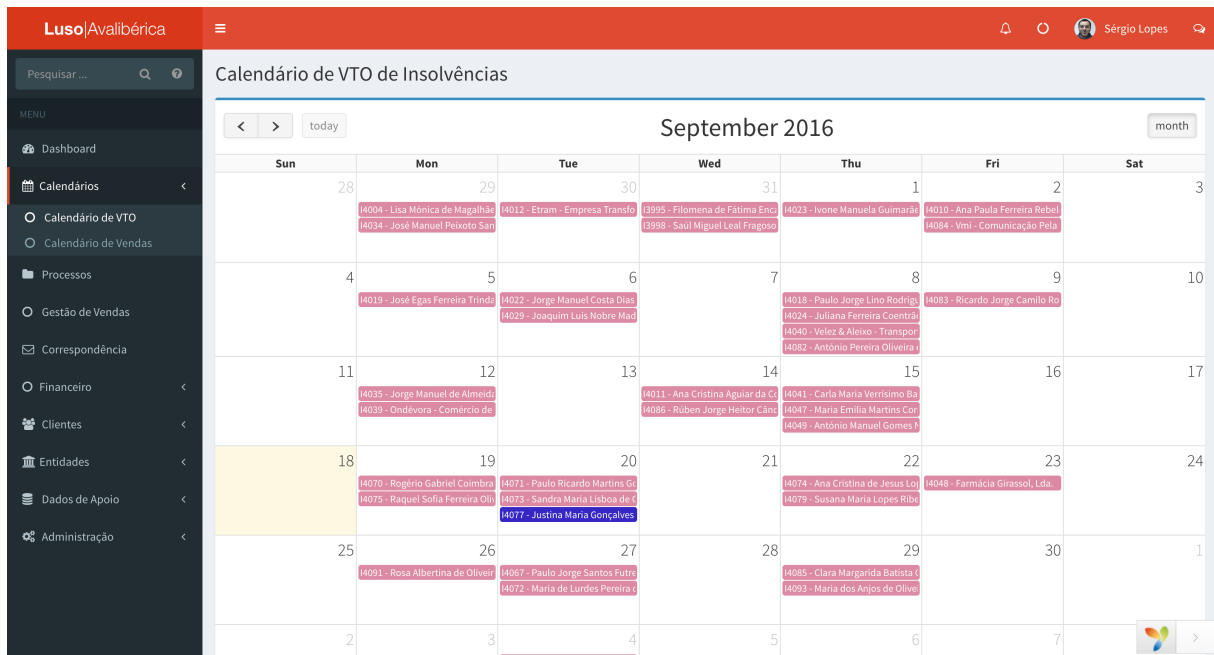 Luso|Avalibérica
Sérgio Lopes
Pesquisar ...
MENU
Dashboard
Calendários
Calendário de VTO
Calendário de Vendas
Processos
Gestão de Vendas
Correspondência
Financeiro
Clientes
Entidades
Dados de Apoio
Administração
Calendário de VTO de Insolvências
today
September 2016
month
Sun Mon Tue Wed Thu Fri Sat
28 29 30 31 1 2 3
I4004 - Lisa Mónica de Magalhãe I4012 - Etram - Empresa Transfo I3995 - Filomena de Fátima Enca I4023 - Ivone Manuela Guimarãe I4010 - Ana Paula Ferreira Rebel
I4034 - José Manuel Peixoto San I3998 - Saúl Miguel Leal Fragoso I4084 - Vmi - Comunicação Pela
4 5 6 7 8 9 10
I4019 - José Egas Ferreira Trinda I4022 - Jorge Manuel Costa Dias I4018 - Paulo Jorge Lino Rodrigu I4083 - Ricardo Jorge Camilo Ro
I4029 - Joaquim Luis Nobre Mad I4024 - Juliana Ferreira Coentrã
I4040 - Velez & Aleixo - Transpor
I4082 - António Pereira Oliveira
11 12 13 14 15 16 17
I4035 - Jorge Manuel de Almeida I4011 - Ana Cristina Aguiar da Co I4041 - Carla Maria Verríssimo Ba
I4039 - Ondévora - Comércio de I4086 - Rúben Jorge Heitor Cânc I4047 - Maria Emília Martins Cor
I4049 - António Manuel Gomes
18 19 20 21 22 23 24
I4070 - Rogério Gabriel Coimbra I4071 - Paulo Ricardo Martins Go I4074 - Ana Cristina de Jesus Lop I4048 - Farmácia Girassol, Lda.
I4075 - Raquel Sofia Ferreira Oliv I4073 - Sandra Maria Lisboa de I4079 - Susana Maria Lopes Ribe
I4077 - Justina Maria Gonçalves
25 26 27 28 29 30 1
I4091 - Rosa Albertina de Oliveir I4067 - Paulo Jorge Santos Futre I4085 - Clara Margarida Batista
I4072 - Maria de Lurdes Pereira I4093 - Maria dos Anjos de Olive
2 3 4 5 6 7